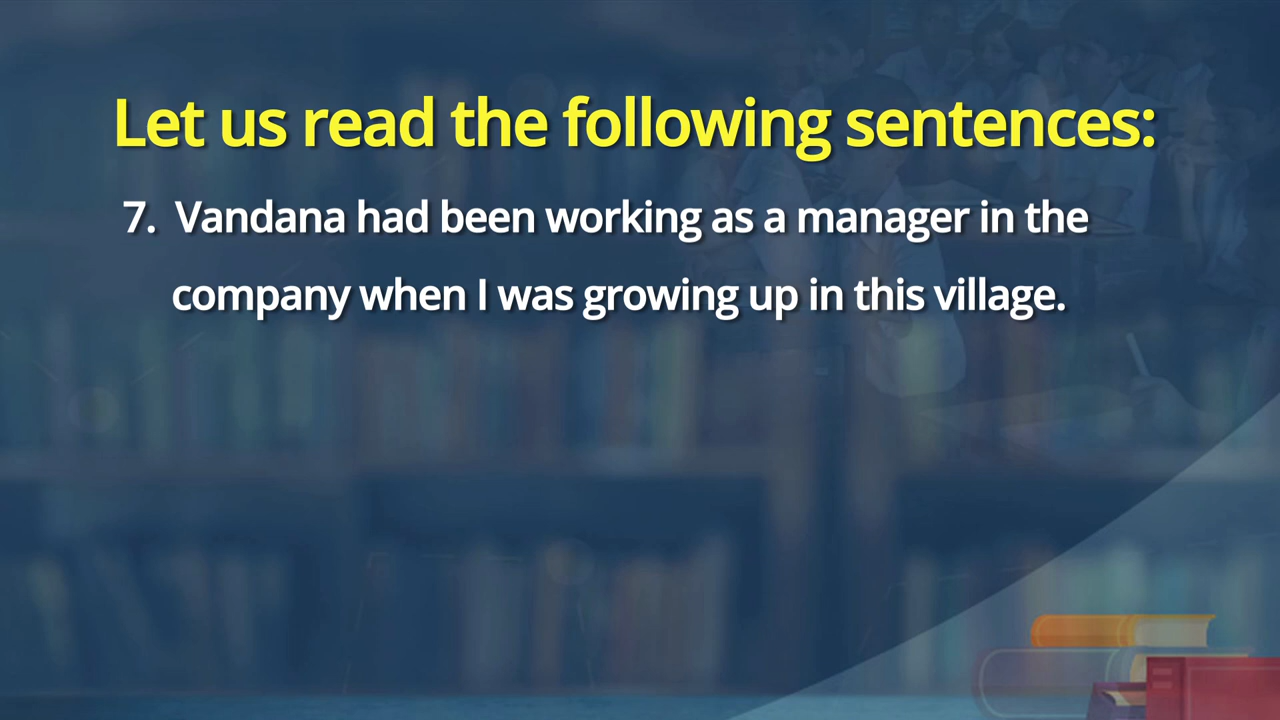 Let us read the following sentences:
7. Vandana had been working as a manager in the
company when I was growing up in this village.